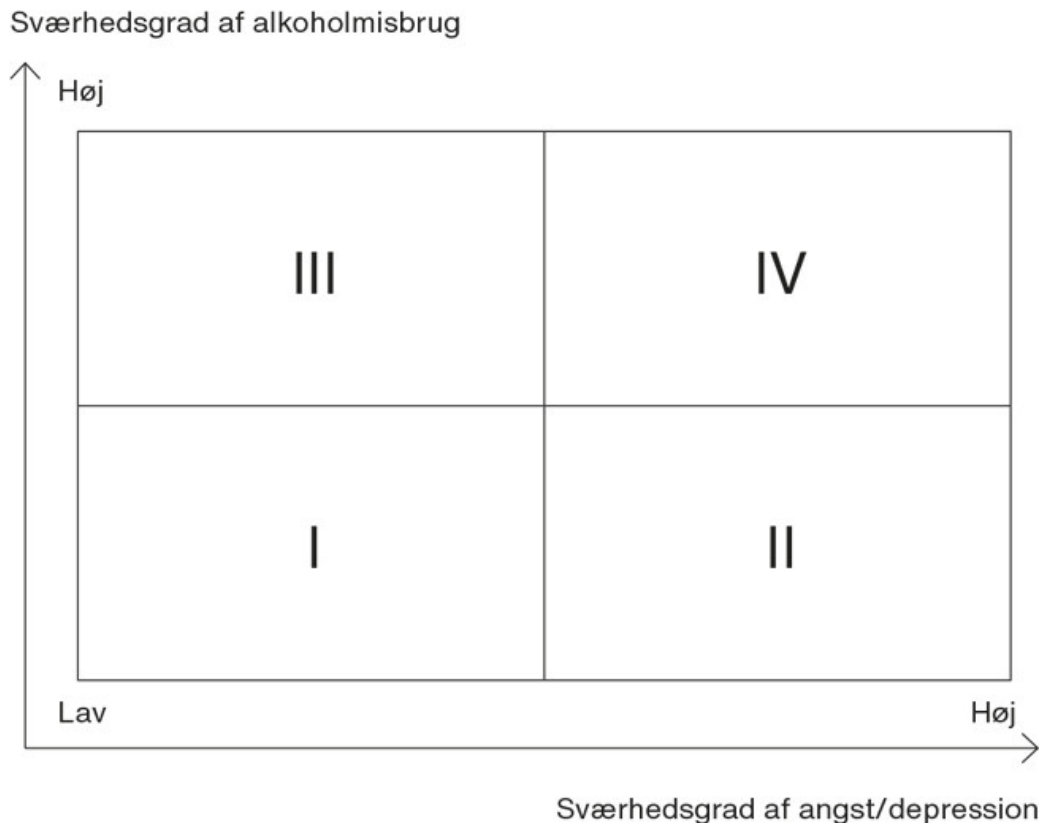 Sværhedsgrad af alkoholmisbrug
Høj
III
IV
I
II
Lav
Høj
Sværhedsgrad af angst/depression